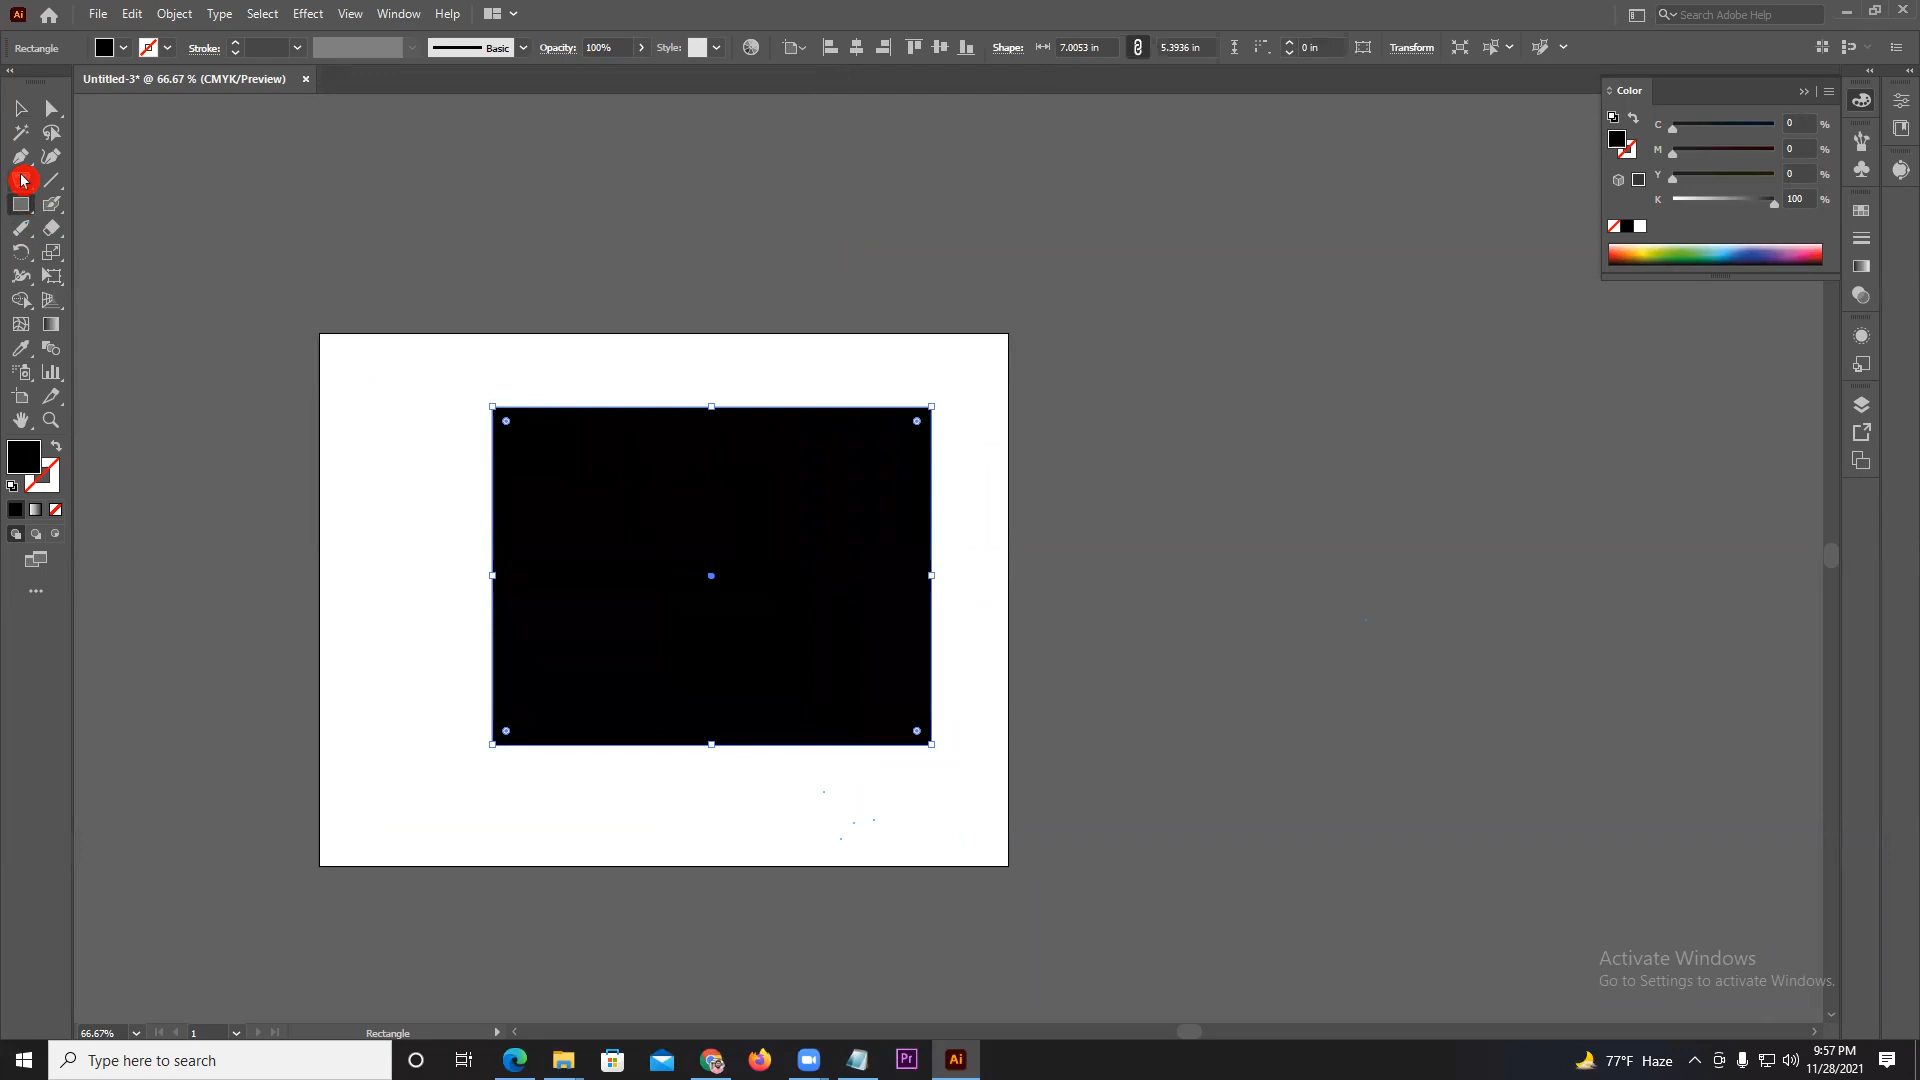 Ai File Edit Object Type Select Effect View Window Help Search Adobe Help
Rectangle Stroke: Basic Opacity: 100% Style: Shape: 7.0053 in 5.3936 in 0 in Transform
Untitled-3* @ 66.67 % (CMYK/Preview)
Color
C 0 %
M 0 %
Y 0 %
K 100 %
Activate Windows
Go to Settings to activate Windows.
66.67% 1 Rectangle
Type here to search Pr Ai 77°F Haze 9:57 PM
11/28/2021